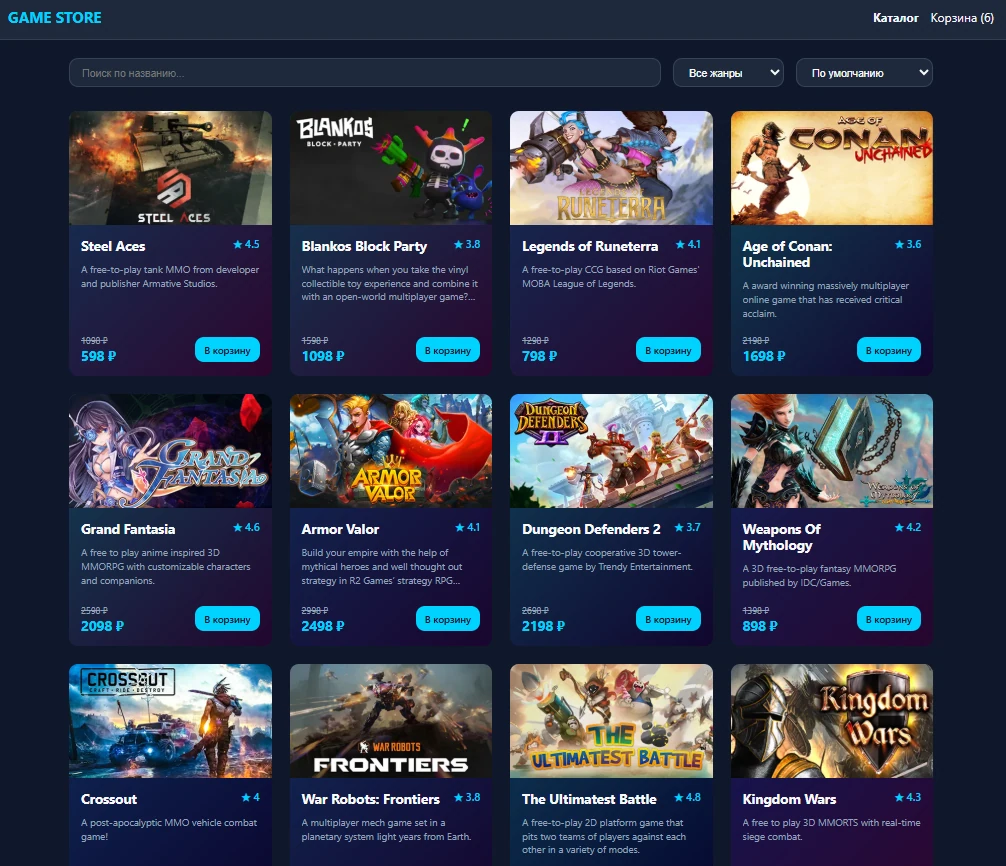 GAME STORE
Каталог
Корзина (6)
Поиск по названию...
Все жанры
По умолчанию
STEEL ACES
BLANKOS
BLOCK • PARTY
LEGENDS OF
RUNETERRA
AGE OF
CONAN
UNCHAINED
Steel Aces
★ 4.5
A free-to-play tank MMO from developer
and publisher Armative Studios.
1098 ₽
598 ₽
В корзину
Blankos Block Party
★ 3.8
What happens when you take the vinyl
collectible toy experience and combine it
with an open-world multiplayer game?...
1598 ₽
1098 ₽
В корзину
Legends of Runeterra
★ 4.1
A free-to-play CCG based on Riot Games'
MOBA League of Legends.
1298 ₽
798 ₽
В корзину
Age of Conan:
Unchained
★ 3.6
A award winning massively multiplayer
online game that has received critical
acclaim.
2198 ₽
1698 ₽
В корзину
GRAND
FANTASIA
ARMOR
VALOR
DUNGEON
DEFENDERS
II
WEAPONS OF
MYTHOLOGY
Grand Fantasia
★ 4.6
A free to play anime inspired 3D
MMORPG with customizable characters
and companions.
2598 ₽
2098 ₽
В корзину
Armor Valor
★ 4.1
Build your empire with the help of
mythical heroes and well thought out
strategy in R2 Games' strategy RPG...
2998 ₽
2498 ₽
В корзину
Dungeon Defenders 2
★ 3.7
A free-to-play cooperative 3D tower-
defense game by Trendy Entertainment.
2698 ₽
2198 ₽
В корзину
Weapons Of
Mythology
★ 4.2
A 3D free-to-play fantasy MMORPG
published by IDC/Games.
1398 ₽
898 ₽
В корзину
CROSSOUT
CRAFT • RIDE • DESTROY
WAR ROBOTS
FRONTIERS
THE
ULTIMATEST BATTLE
Kingdom
Wars
Crossout
★ 4
A post-apocalyptic MMO vehicle combat
game!
War Robots: Frontiers
★ 3.8
A multiplayer mech game set in a
planetary system light years from Earth.
The Ultimatest Battle
★ 4.8
A free-to-play 2D platform game that
pits two teams of players against each
other in a variety of modes.
Kingdom Wars
★ 4.3
A free to play 3D MMORTS with real-time
siege combat.